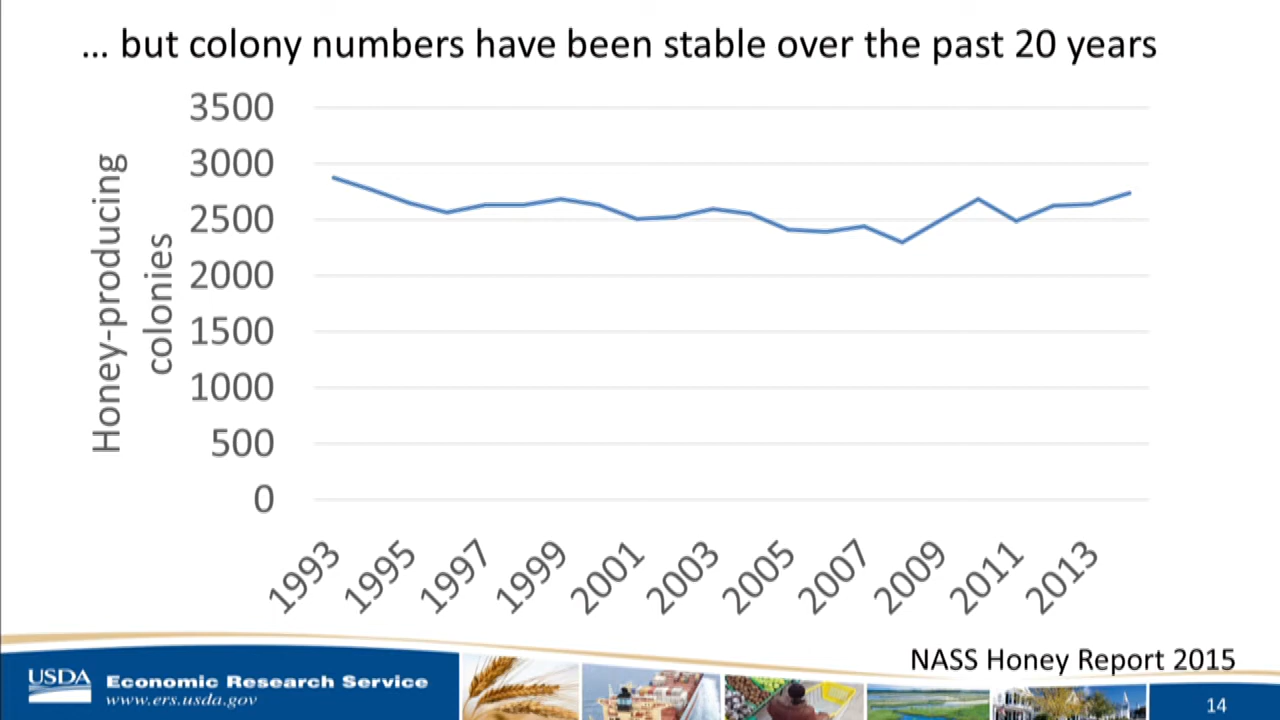 … but colony numbers have been stable over the past 20 years
Honey-producing
colonies
3500
3000
2500
2000
1500
1000
500
0
1993
1995
1997
1999
2001
2003
2005
2007
2009
2011
2013
NASS Honey Report 2015
USDA
Economic Research Service
www.ers.usda.gov
14